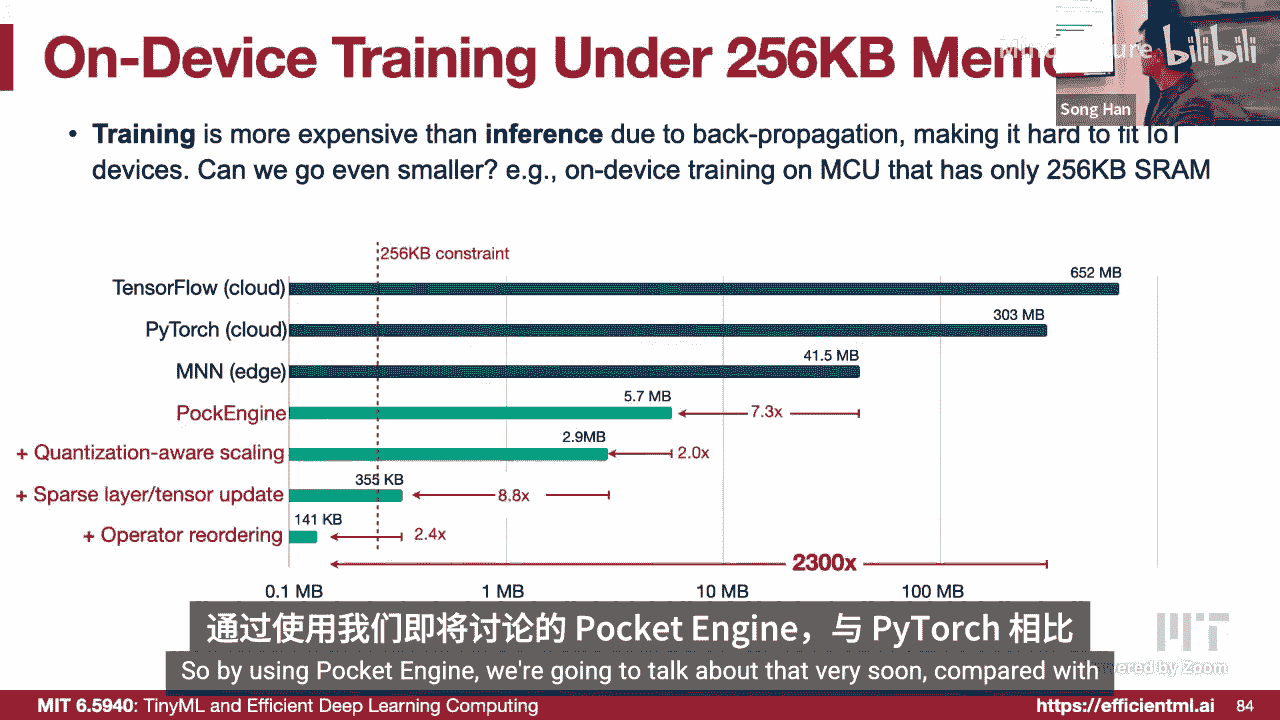 On-Device Training Under 256KB
bilibili
Song Han
• Training is more expensive than inference due to back-propagation, making it hard to fit IoT
devices. Can we go even smaller? e.g., on-device training on MCU that has only 256KB SRAM
256KB constraint
TensorFlow (cloud)
652 MB
PyTorch (cloud)
303 MB
MNN (edge)
41.5 MB
PockEngine
5.7 MB
7.3x
+ Quantization-aware scaling
2.9MB
2.0x
+ Sparse layer/tensor update
355 KB
8.8x
+ Operator reordering
141 KB
2.4x
2300x
0.1 MB
1 MB
10 MB
100 MB
通过使用我们即将讨论的 Pocket Engine，与 PyTorch 相比
So by using Pocket Engine, we're going to talk about that very soon, compared with
by Zoom
MIT 6.5940: TinyML and Efficient Deep Learning Computing
https://efficientml.ai
84